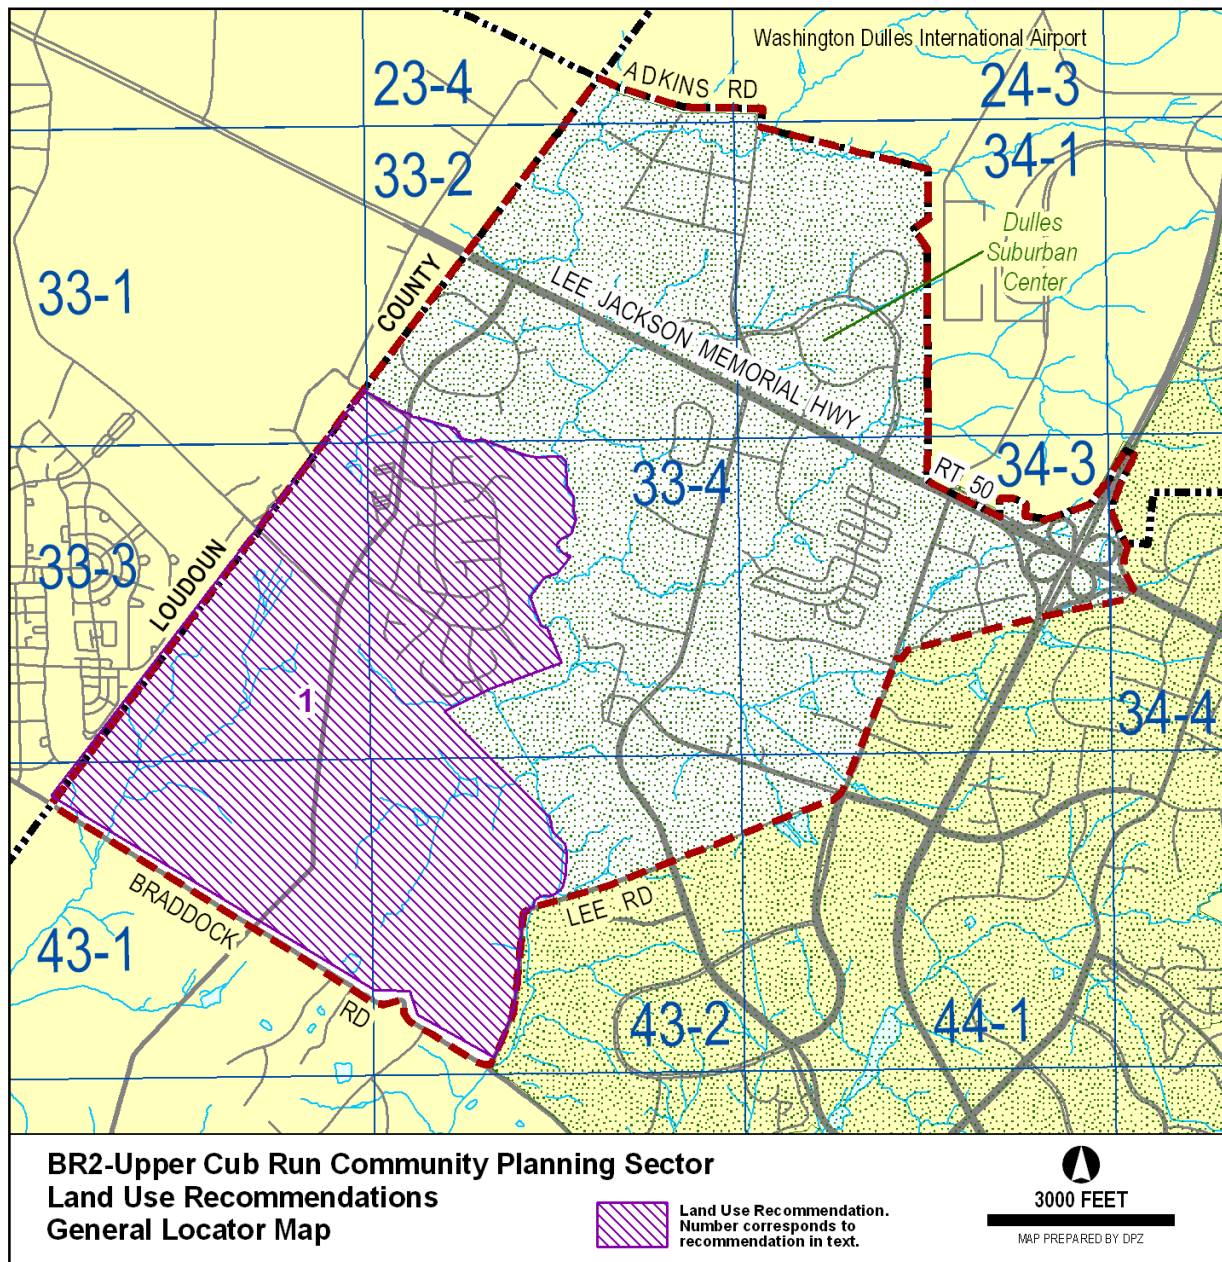 Washington Dulles International Airport
23-4
ADKINS RD
24-3
33-2
34-1
Dulles
Suburban
Center
33-1
COUNTY
LEE JACKSON MEMORIAL HWY
33-4
RT 50
34-3
33-3
LOUDOUN
1
34-4
BRADDOCK
RD
LEE RD
43-1
43-2
44-1
BR2-Upper Cub Run Community Planning Sector
Land Use Recommendations
General Locator Map
Land Use Recommendation.
Number corresponds to
recommendation in text.
3000 FEET
MAP PREPARED BY DPZ